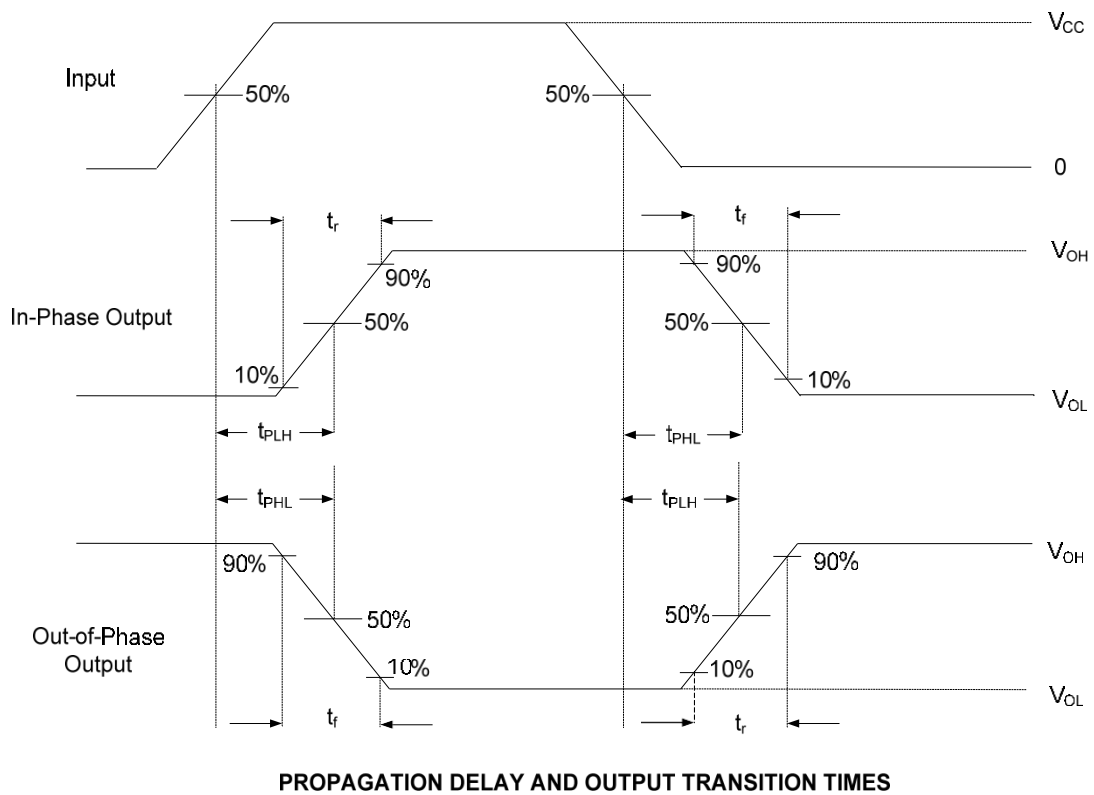 V_CC
Input
50%
50%
0
t_r
t_f
V_OH
90%
90%
In-Phase Output
50%
50%
10%
10%
V_OL
t_PLH
t_PHL
t_PHL
t_PLH
V_OH
90%
90%
50%
50%
Out-of-Phase
Output
10%
10%
V_OL
t_f
t_r
PROPAGATION DELAY AND OUTPUT TRANSITION TIMES